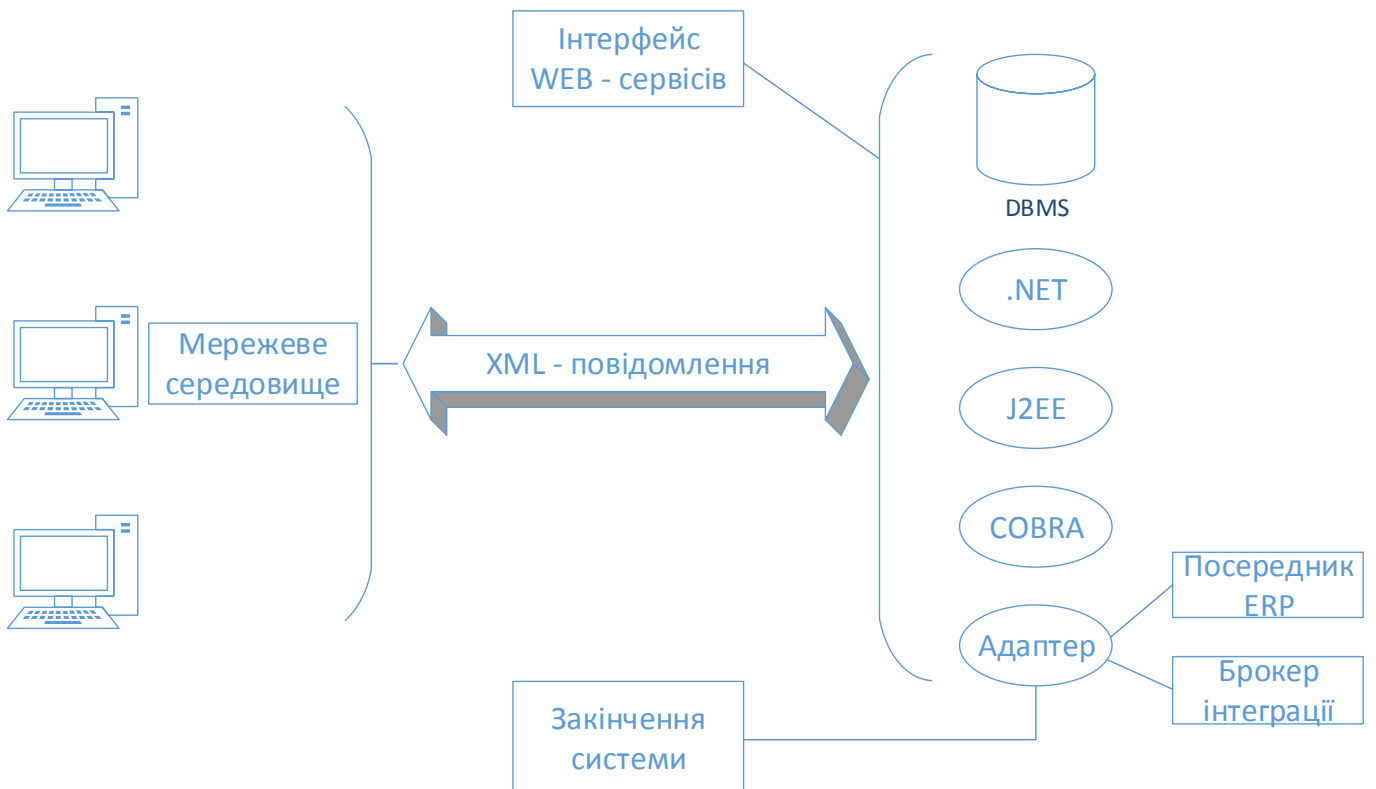 Інтерфейс
WEB - сервісів
DBMS
.NET
Мережеве
середовище
XML - повідомлення
J2EE
COBRA
Посередник
ERP
Адаптер
Брокер
інтеграції
Закінчення
системи